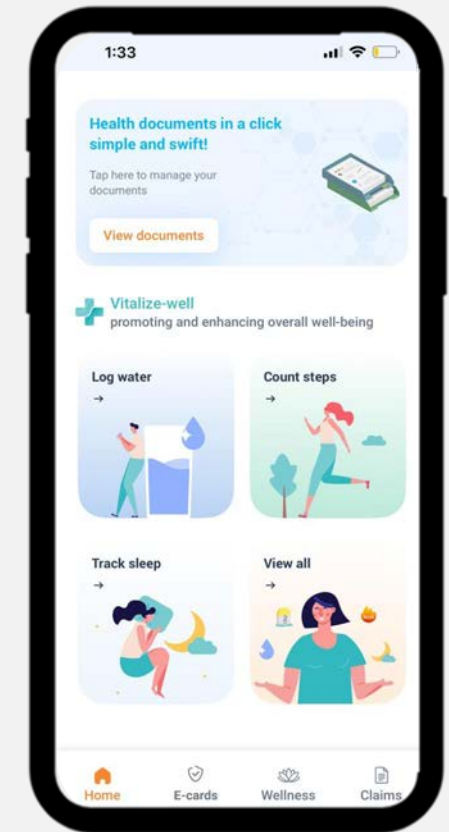 1:33
Health documents in a click
simple and swift!
Tap here to manage your
documents
View documents
Vitalize-well
promoting and enhancing overall well-being
Log water
→
Count steps
→
Track sleep
→
View all
→
Home
E-cards
Wellness
Claims